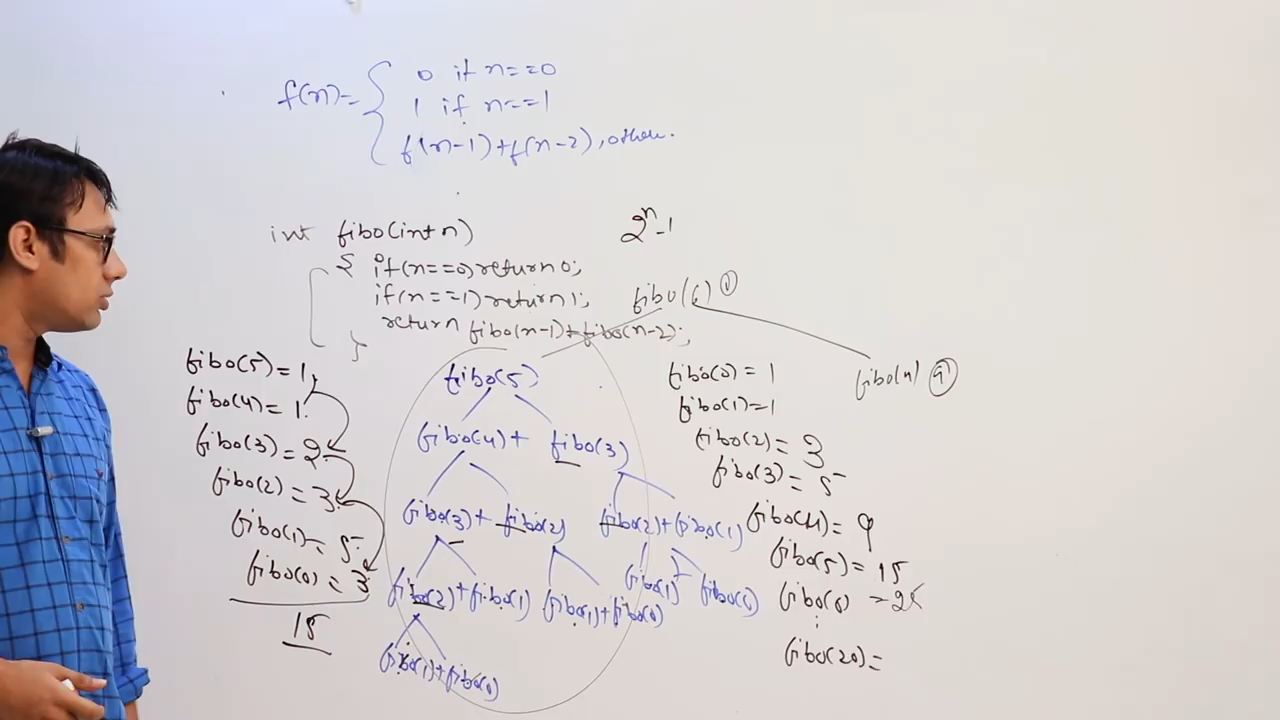 f(n)= { 0 if n==0
1 if n==1
f(n-1)+f(n-2), other.
int fibo(int n)
{ if(n==0) return 0;
if(n==1) return 1;
return fibo(n-1)+fibo(n-2);
}
2^n-1
fibo(6) ①
fibo(4) ⑨
fibo(5)=1
fibo(4)=1
fibo(3)=2
fibo(2)=3
fibo(1)=5
fibo(0)=3
15
fibo(5)
fibo(4)+ fibo(3)
fibo(3)+ fibo(2) fibo(2)+fibo(1)
fibo(2)+fibo(1) fibo(1)+fibo(0) fibo(1)+ fibo(0)
fibo(1)+fibo(0)
fibo(0)=1
fibo(1)=1
fibo(2)=3
fibo(3)=5
fibo(4)=9
fibo(5)=15
fibo(6)=25
:
fibo(20)=